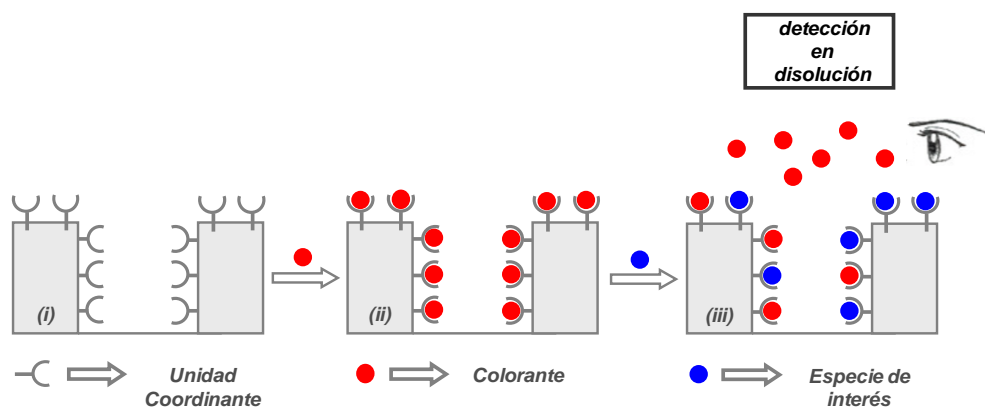 detección
en
disolución
(i)
(ii)
(iii)
Unidad
Coordinante
Colorante
Especie de
interés